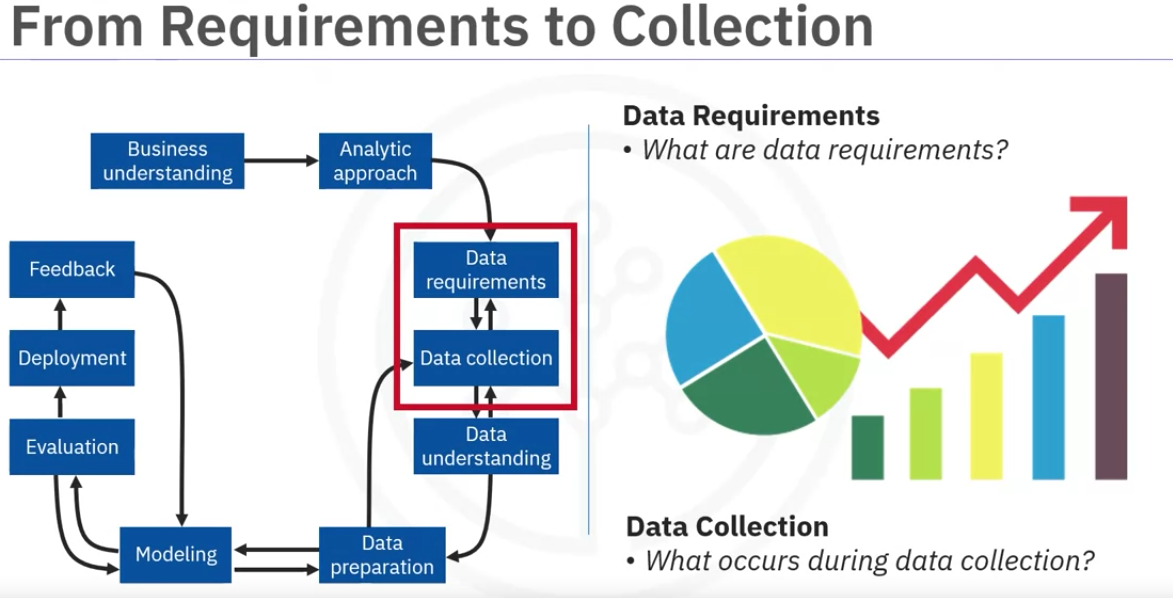 From Requirements to Collection
Business
understanding
Analytic
approach
Data
requirements
Data collection
Data
understanding
Data
preparation
Modeling
Evaluation
Deployment
Feedback
Data Requirements
• What are data requirements?
Data Collection
• What occurs during data collection?